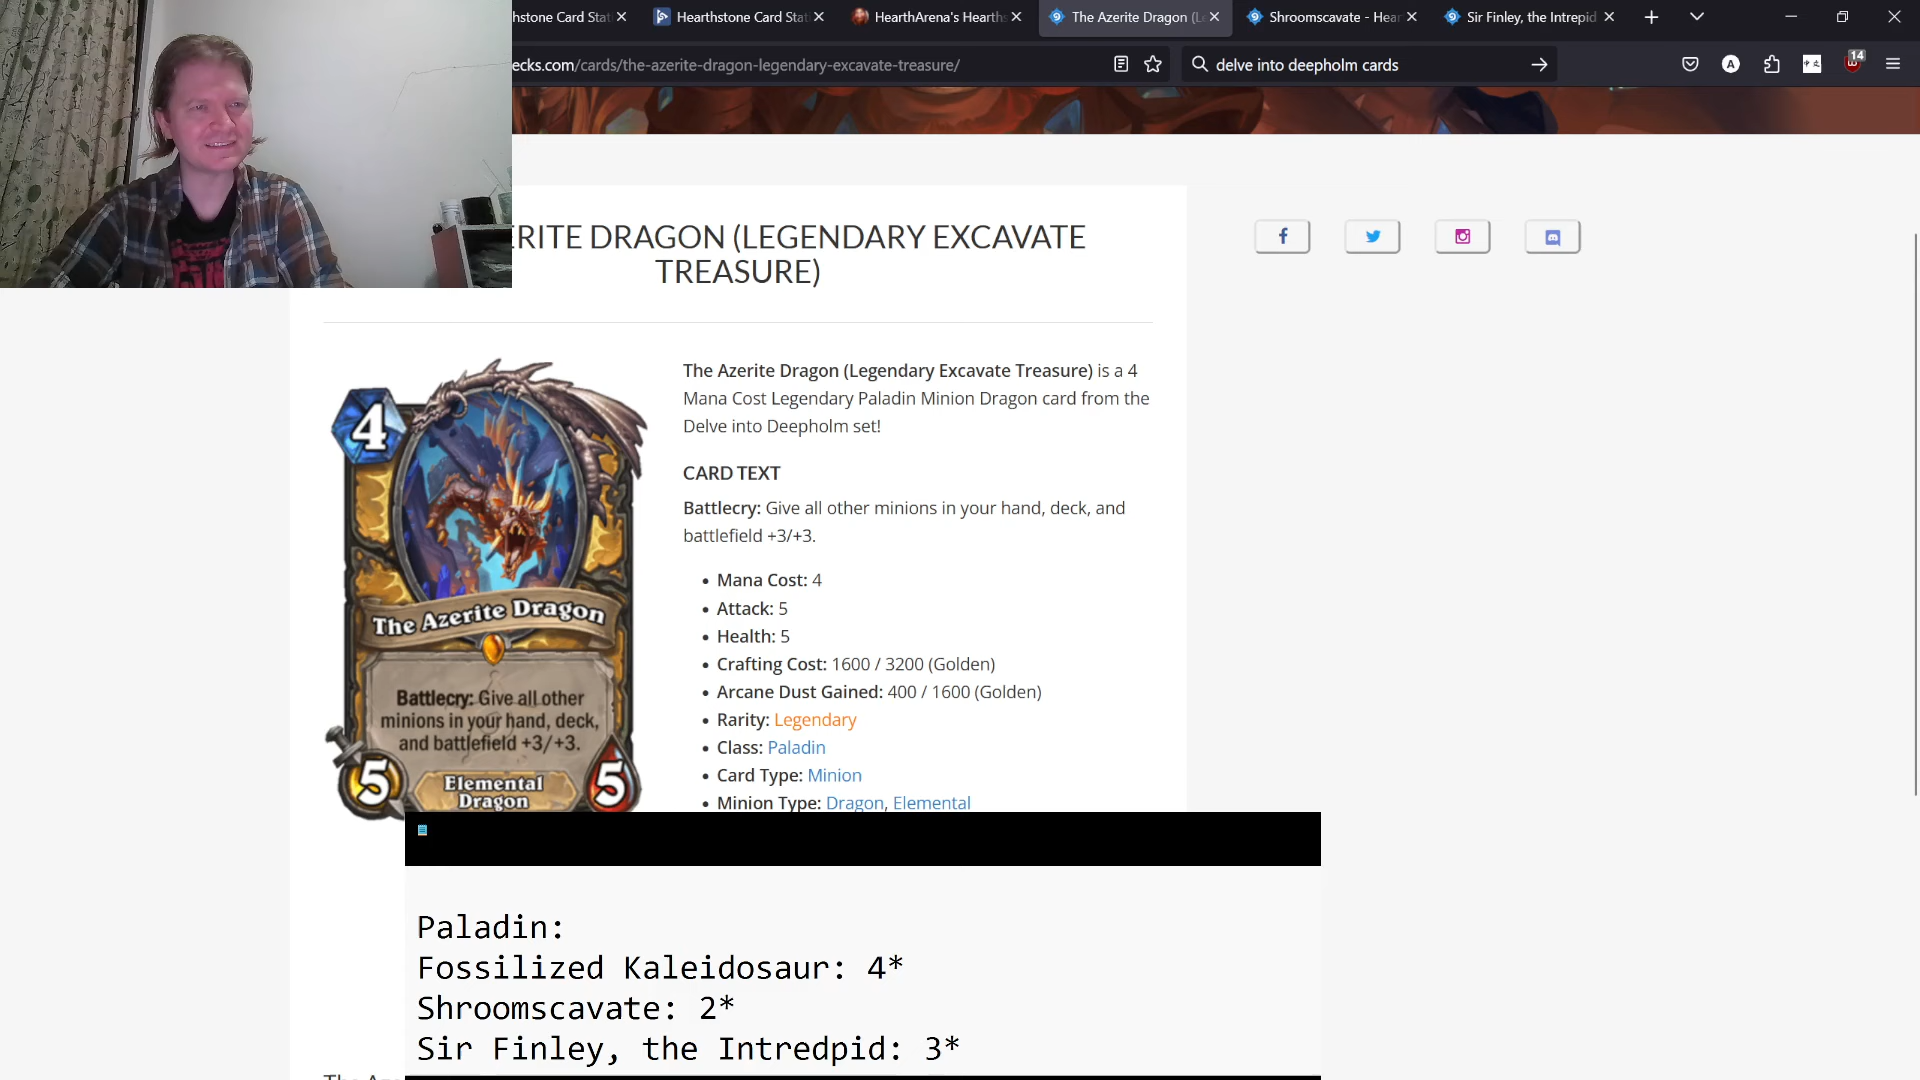 hstone Card Stati
Hearthstone Card Stati
HearthArena's Hearths
The Azerite Dragon (L
Shroomscavate - Hear
Sir Finley, the Intrepid
ecks.com/cards/the-azerite-dragon-legendary-excavate-treasure/
delve into deepholm cards
A
14
ERITE DRAGON (LEGENDARY EXCAVATE
TREASURE)
4
The Azerite Dragon
Battlecry: Give all other
minions in your hand, deck,
and battlefield +3/+3.
5
Elemental
Dragon
5
The Azerite Dragon (Legendary Excavate Treasure) is a 4
Mana Cost Legendary Paladin Minion Dragon card from the
Delve into Deepholm set!
CARD TEXT
Battlecry: Give all other minions in your hand, deck, and
battlefield +3/+3.
Mana Cost: 4
Attack: 5
Health: 5
Crafting Cost: 1600 / 3200 (Golden)
Arcane Dust Gained: 400 / 1600 (Golden)
Rarity: Legendary
Class: Paladin
Card Type: Minion
Minion Type: Dragon, Elemental
Paladin:
Fossilized Kaleidosaur: 4*
Shroomscavate: 2*
Sir Finley, the Intredpid: 3*